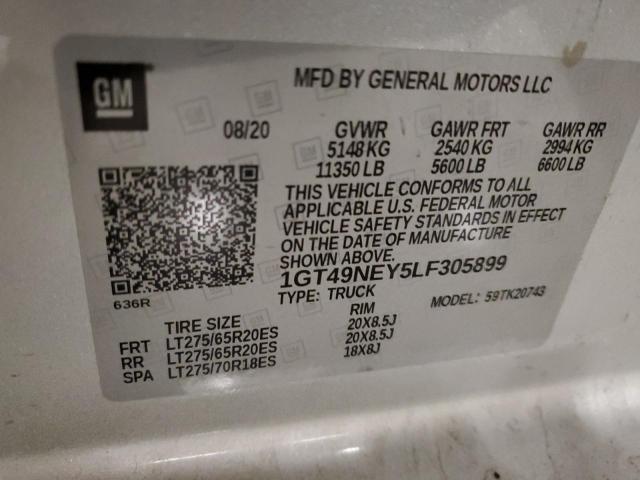 GM
MFD BY GENERAL MOTORS LLC
08/20 GVWR GAWR FRT GAWR RR
5148 KG 2540 KG 2994 KG
11350 LB 5600 LB 6600 LB
THIS VEHICLE CONFORMS TO ALL
APPLICABLE U.S. FEDERAL MOTOR
VEHICLE SAFETY STANDARDS IN EFFECT
ON THE DATE OF MANUFACTURE
SHOWN ABOVE.
1GT49NEY5LF305899
636R
TYPE: TRUCK MODEL: 59TK20743
TIRE SIZE RIM
FRT LT275/65R20ES 20X8.5J
RR LT275/65R20ES 20X8.5J
SPA LT275/70R18ES 18X8J